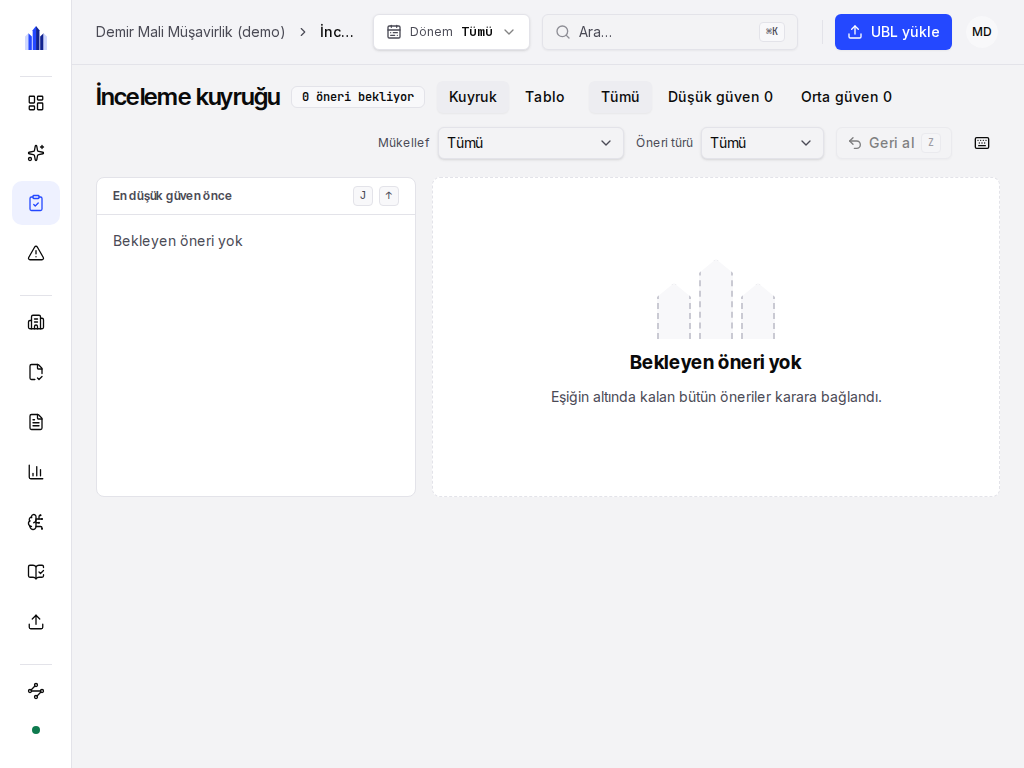 Demir Mali Müşavirlik (demo) > İnc... Dönem Tümü Ara... ⌘K UBL yükle MD
İnceleme kuyruğu 0 öneri bekliyor Kuyruk Tablo Tümü Düşük güven 0 Orta güven 0
Mükellef Tümü Öneri türü Tümü Geri al Z
En düşük güven önce J ↑
Bekleyen öneri yok
Bekleyen öneri yok
Eşiğin altında kalan bütün öneriler karara bağlandı.